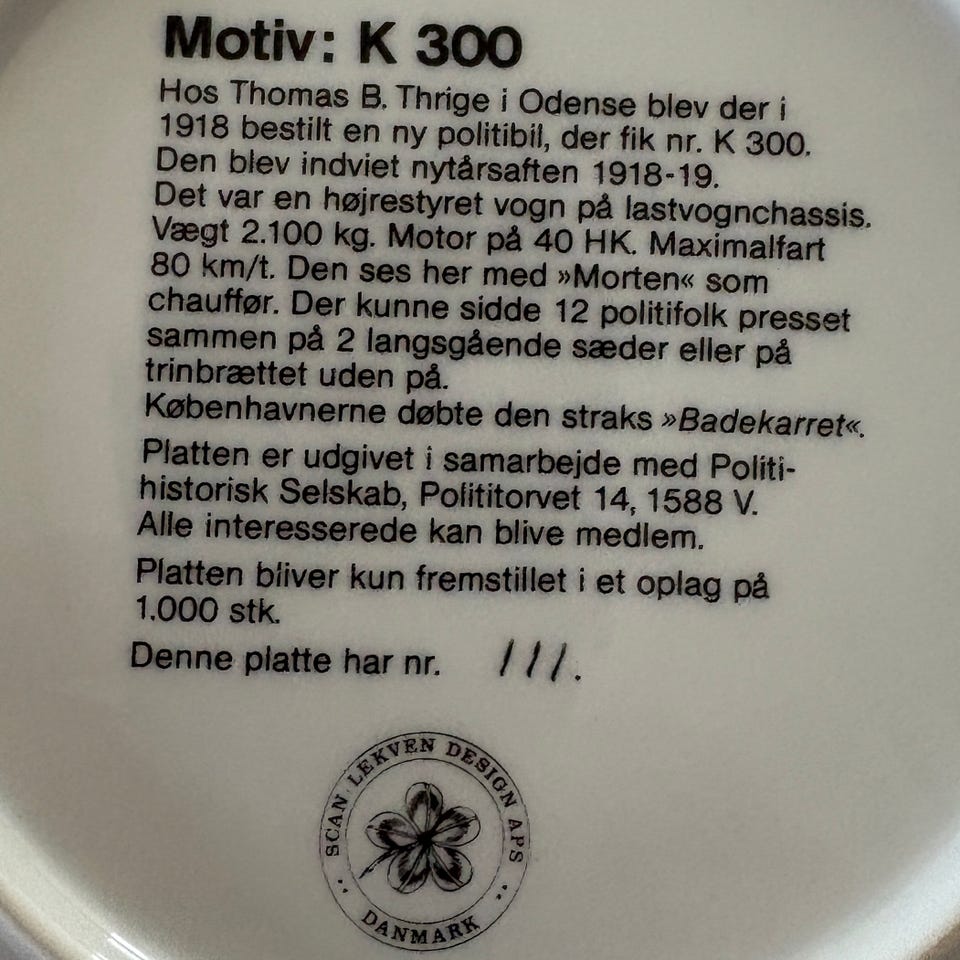 Motiv: K 300
Hos Thomas B. Thrige i Odense blev der i
1918 bestilt en ny politibil, der fik nr. K 300.
Den blev indviet nytårsaften 1918-19.
Det var en højrestyret vogn på lastvognchassis.
Vægt 2.100 kg. Motor på 40 HK. Maximalfart
80 km/t. Den ses her med »Morten« som
chauffør. Der kunne sidde 12 politifolk presset
sammen på 2 langsgående sæder eller på
trinbrættet uden på.
Københavnerne døbte den straks »Badekarret«.
Platten er udgivet i samarbejde med Politi-
historisk Selskab, Polititorvet 14, 1588 V.
Alle interesserede kan blive medlem.
Platten bliver kun fremstillet i et oplag på
1.000 stk.
Denne platte har nr. 111.
SCAN LEKVEN DESIGN APS
DANMARK